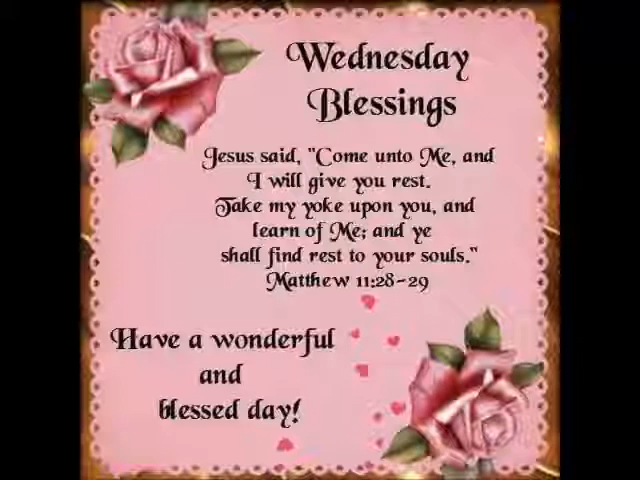 Wednesday
Blessings
Jesus said, "Come unto Me, and
I will give you rest.
Take my yoke upon you, and
learn of Me; and ye
shall find rest to your souls."
Matthew 11:28-29
Have a wonderful
and
blessed day!